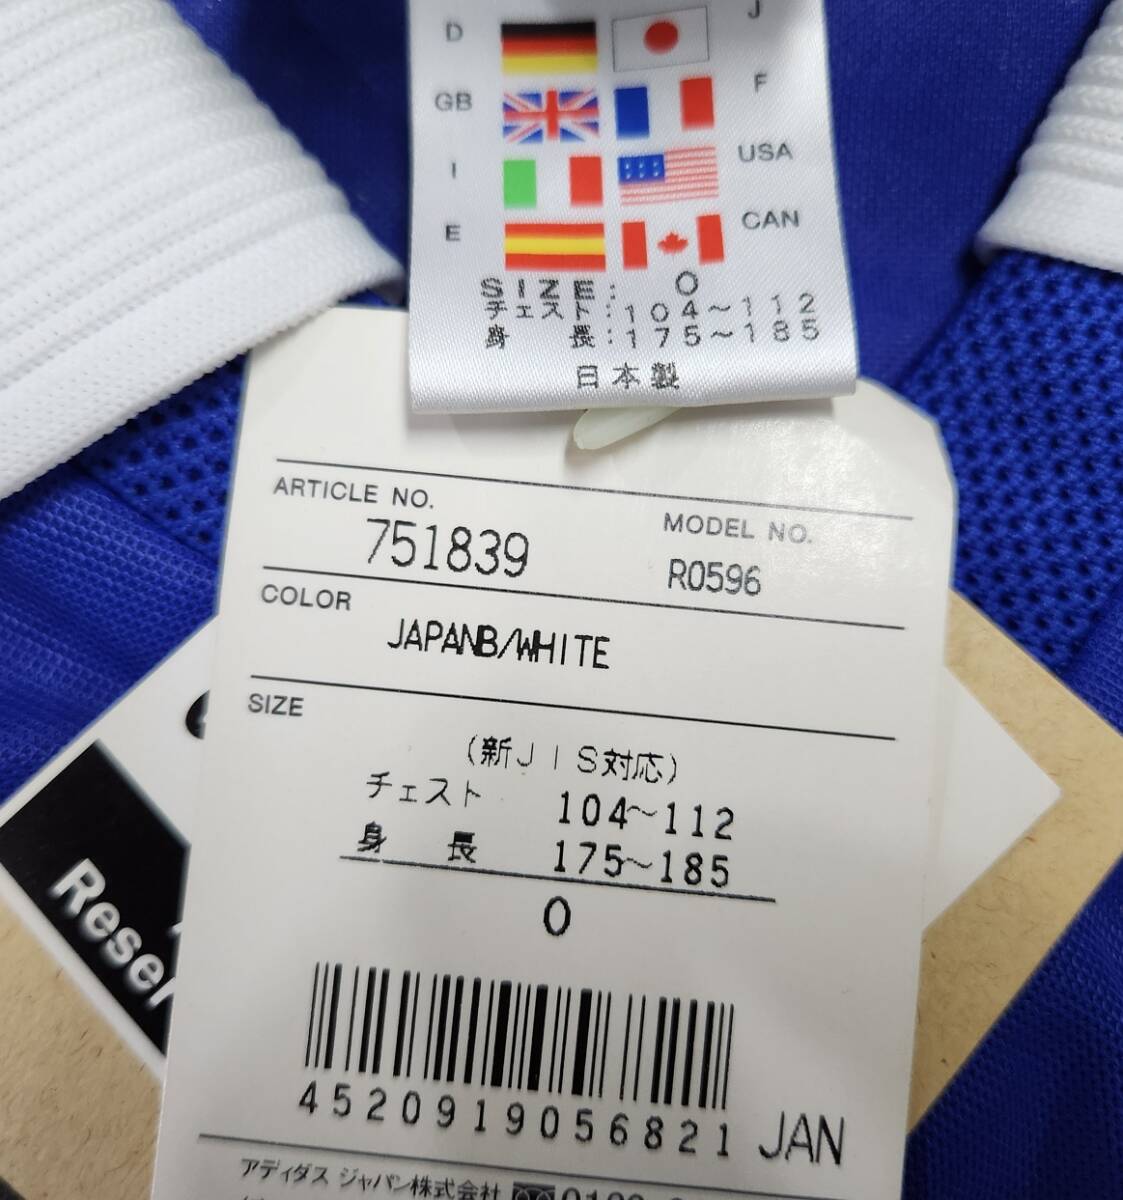 D J
GB F
I USA
E CAN
SIZE: O
チェスト:104~112
身長:175~185
日本製
ARTICLE NO. MODEL NO.
751839 R0596
COLOR
JAPANB/WHITE
SIZE
(新JIS対応)
チェスト 104~112
身長 175~185
O
4520919056821 JAN
アディダス ジャパン株式会社
Reser